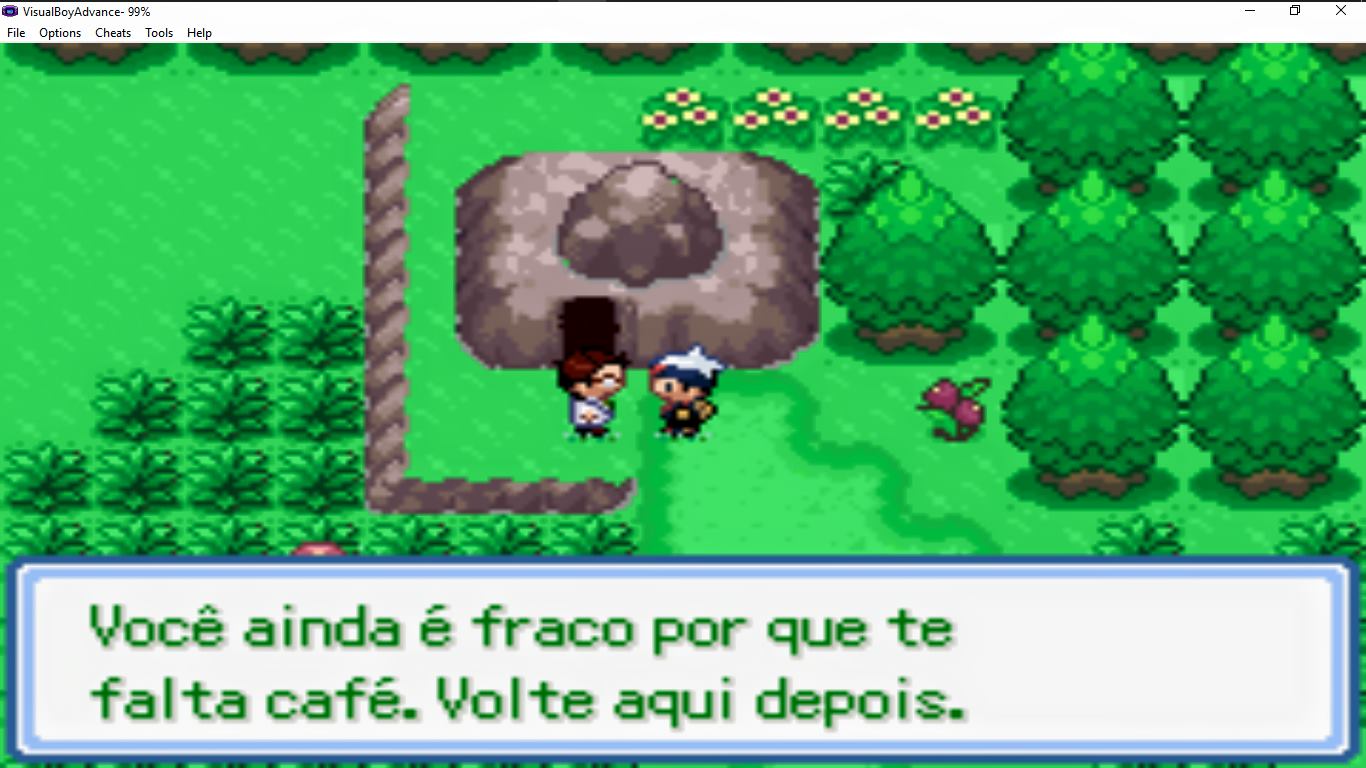 VisualBoyAdvance- 99%
File Options Cheats Tools Help
Você ainda é fraco por que te
falta café. Volte aqui depois.